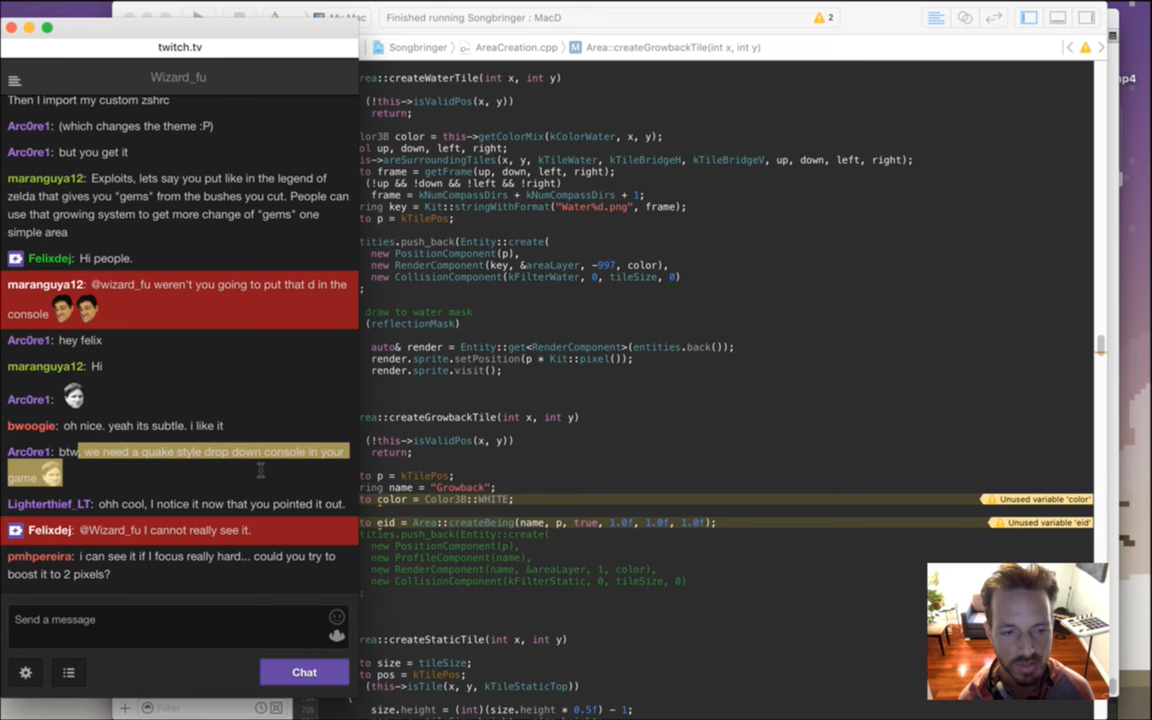 My Mac
Finished running Songbringer : MacD
2
twitch.tv
Songbringer
AreaCreation.cpp
M
Area::createGrowbackTile(int x, int y)
Wizard_fu
mp4
Then I import my custom zshrc
Arc0re1: (which changes the theme :P)
Arc0re1: but you get it
maranguya12: Exploits, lets say you put like in the legend of
zelda that gives you "gems" from the bushes you cut. People can
use that growing system to get more change of "gems" one
simple area
Felixdej: Hi people.
maranguya12: @wizard_fu weren't you going to put that d in the
console
Arc0re1: hey felix
maranguya12: Hi
Arc0re1:
bwoogie: oh nice. yeah its subtle. i like it
Arc0re1: btw, we need a quake style drop down console in your
game
Lighterthief_LT: ohh cool, I notice it now that you pointed it out.
Felixdej: @Wizard_fu I cannot really see it.
pmhpereira: i can see it if I focus really hard... could you try to
boost it to 2 pixels?
Send a message
Chat
Filter
rea::createWaterTile(int x, int y)
(!this->isValidPos(x, y))
return;
lor3B color = this->getColorMix(kColorWater, x, y);
ol up, down, left, right;
is->areSurroundingTiles(x, y, kTileWater, kTileBridgeH, kTileBridgeV, up, down, left, right);
to frame = getFrame(up, down, left, right);
(!up && !down && !left && !right)
frame = kNumCompassDirs + kNumCompassDirs + 1;
ring key = Kit::stringWithFormat("Water%d.png", frame);
to p = kTilePos;
tities.push_back(Entity::create(
new PositionComponent(p),
new RenderComponent(key, &areaLayer, -997, color),
new CollisionComponent(kFilterWater, 0, tileSize, 0)
draw to water mask
(reflectionMask)
auto& render = Entity::get<RenderComponent>(entities.back());
render.sprite.setPosition(p * Kit::pixel());
render.sprite.visit();
rea::createGrowbackTile(int x, int y)
(!this->isValidPos(x, y))
return;
to p = kTilePos;
ring name = "Growback";
to color = Color3B::WHITE;
Unused variable 'color'
to eid = Area::createBeing(name, p, true, 1.0f, 1.0f, 1.0f);
Unused variable 'eid'
tities.push_back(Entity::create(
new PositionComponent(p),
new ProfileComponent(name),
new RenderComponent(name, &areaLayer, 1, color),
new CollisionComponent(kFilterStatic, 0, tileSize, 0)
rea::createStaticTile(int x, int y)
to size = tileSize;
to pos = kTilePos;
(this->isTile(x, y, kTileStaticTop))
size.height = (int)(size.height * 0.5f) - 1;